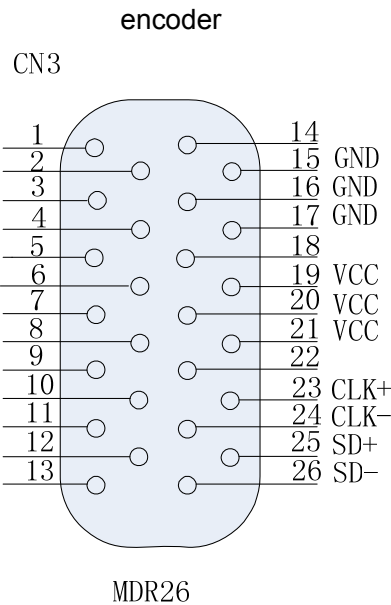 encoder
CN3
1
2
3
4
5
6
7
8
9
10
11
12
13
14
15 GND
16 GND
17 GND
18
19 VCC
20 VCC
21 VCC
22
23 CLK+
24 CLK-
25 SD+
26 SD-
MDR26